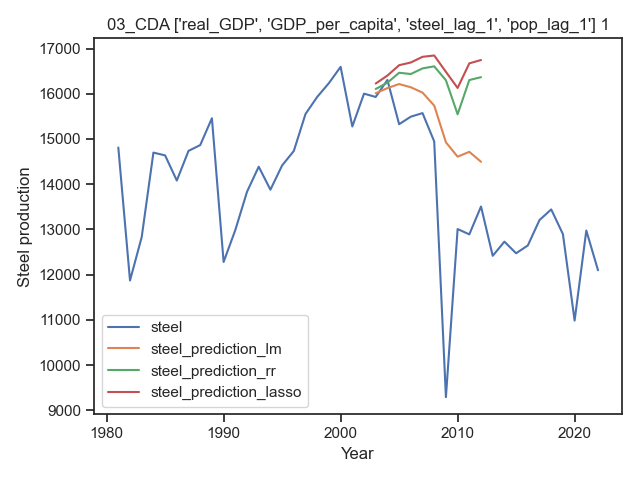 03_CDA ['real_GDP', 'GDP_per_capita', 'steel_lag_1', 'pop_lag_1'] 1
17000
16000
15000
14000
13000
12000
11000
10000
9000
Steel production
steel
steel_prediction_lm
steel_prediction_rr
steel_prediction_lasso
1980
1990
2000
2010
2020
Year